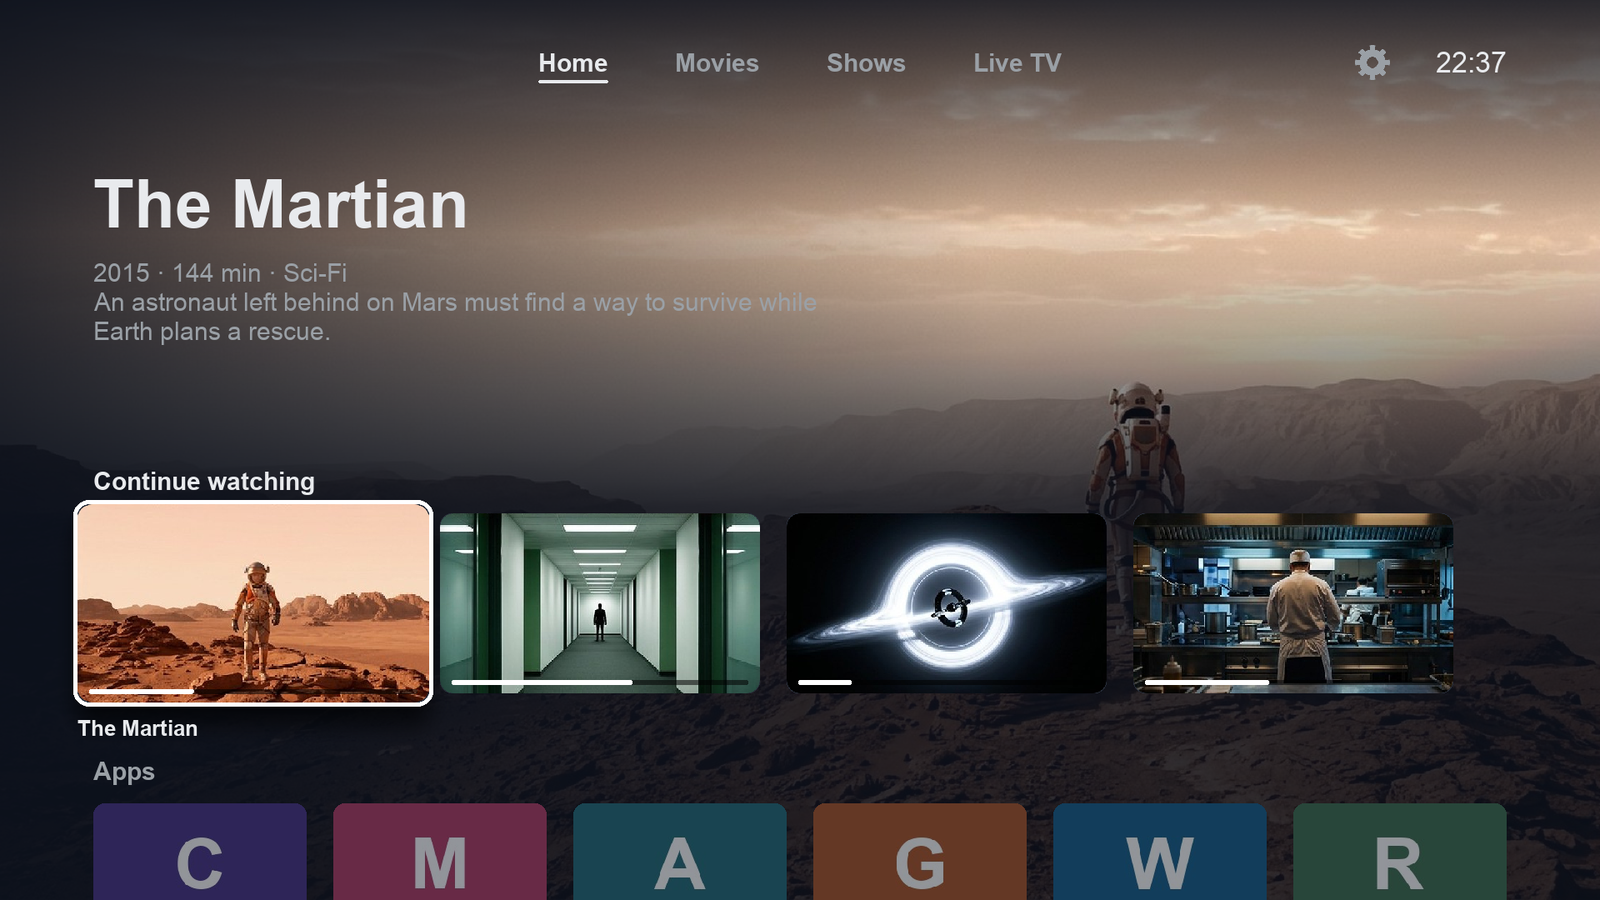 Home
Movies
Shows
Live TV
22:37
The Martian
2015 · 144 min · Sci-Fi
An astronaut left behind on Mars must find a way to survive while
Earth plans a rescue.
Continue watching
The Martian
Apps
C
M
A
G
W
R